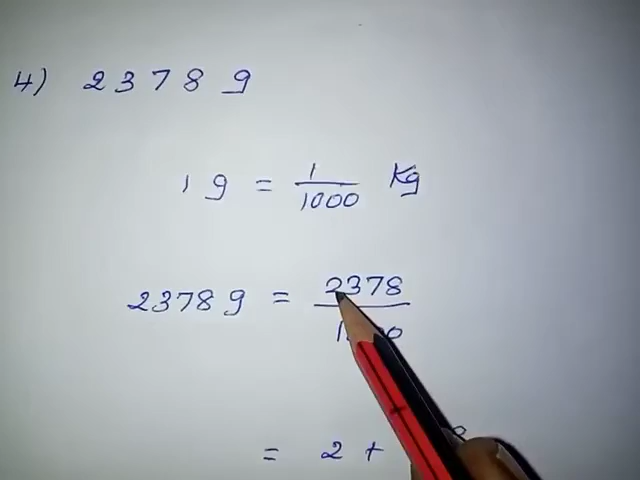 4) 2378 g
1 g = 1/1000 Kg
2378 g = 2378/
= 2 +